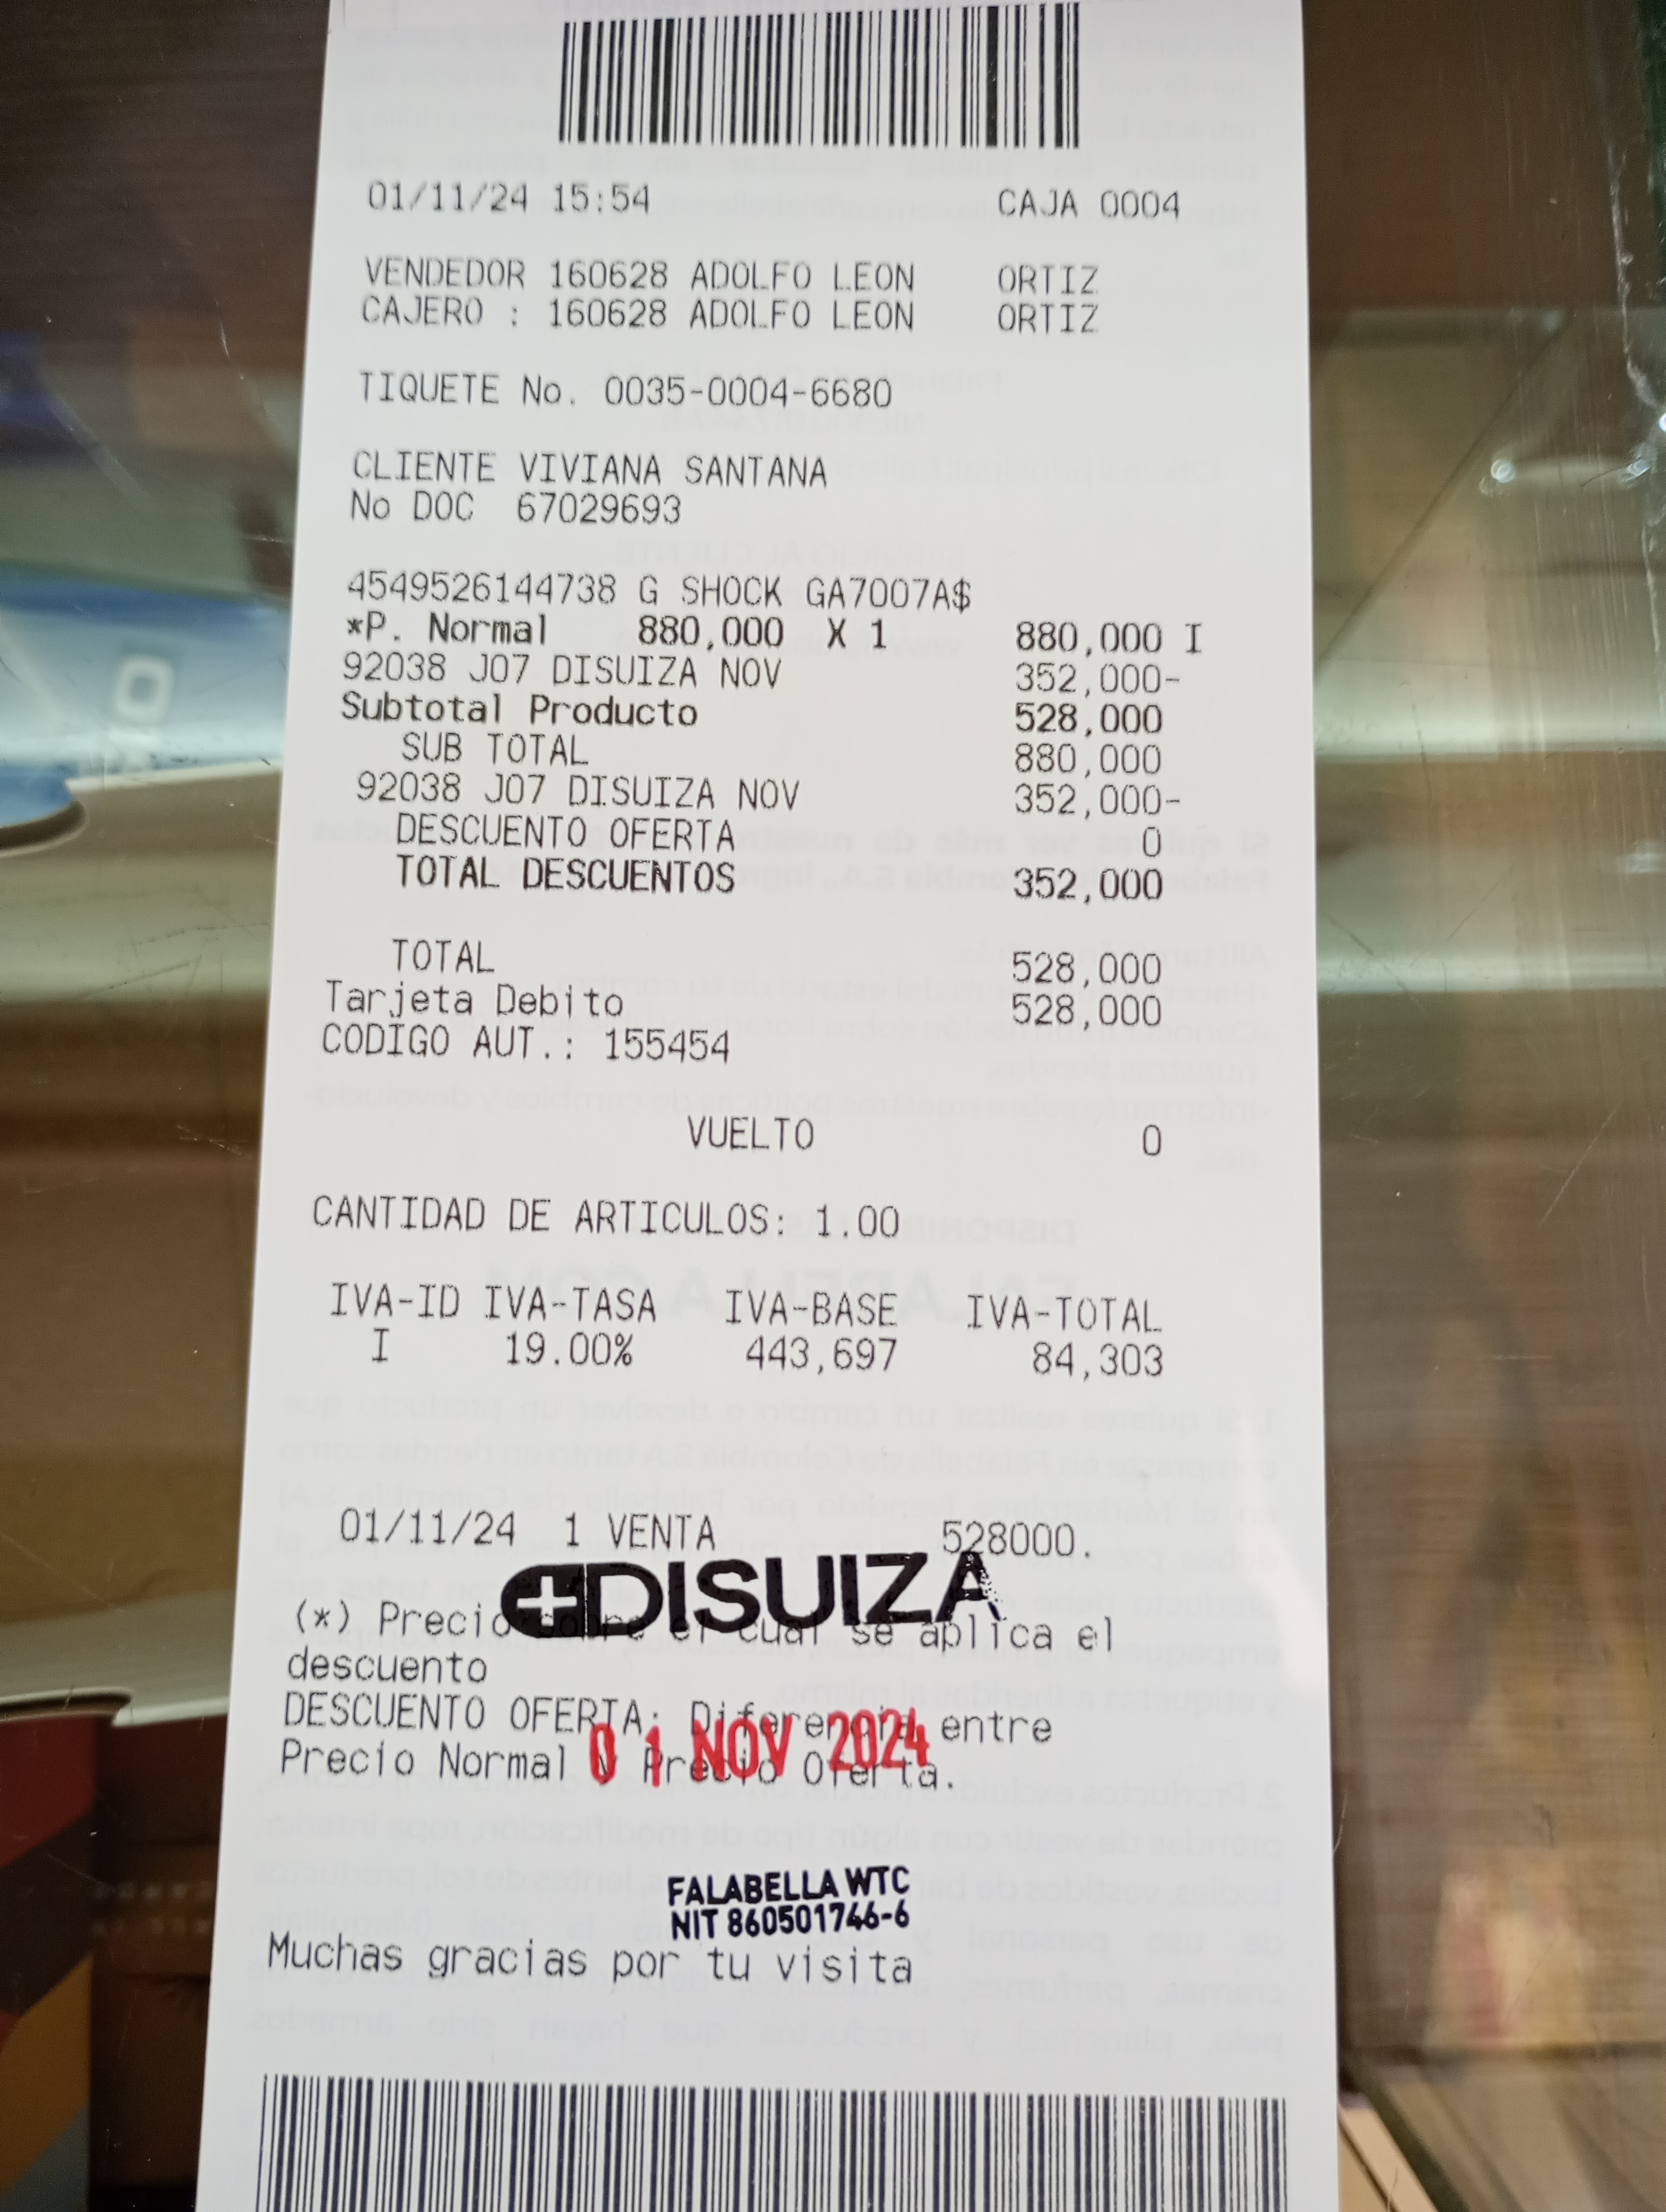 01/11/24 15:54 CAJA 0004
VENDEDOR 160628 ADOLFO LEON ORTIZ
CAJERO : 160628 ADOLFO LEON ORTIZ
TIQUETE No. 0035-0004-6680
CLIENTE VIVIANA SANTANA
No DOC 67029693
4549526144738 G SHOCK GA7007A$
*P. Normal 880,000 X 1 880,000 I
92038 J07 DISUIZA NOV 352,000-
Subtotal Producto 528,000
SUB TOTAL 880,000
92038 J07 DISUIZA NOV 352,000-
DESCUENTO OFERTA 0
TOTAL DESCUENTOS 352,000
TOTAL 528,000
Tarjeta Debito 528,000
CODIGO AUT.: 155454
VUELTO 0
CANTIDAD DE ARTICULOS: 1.00
IVA-ID IVA-TASA IVA-BASE IVA-TOTAL
I 19.00% 443,697 84,303
01/11/24 1 VENTA 528000.
DISUIZA
(*) Precio sobre el cual se aplica el
descuento
DESCUENTO OFERTA: Diferencia entre
Precio Normal y Precio Oferta.
01 NOV 2024
FALABELLA WTC
NIT 860501746-6
Muchas gracias por tu visita